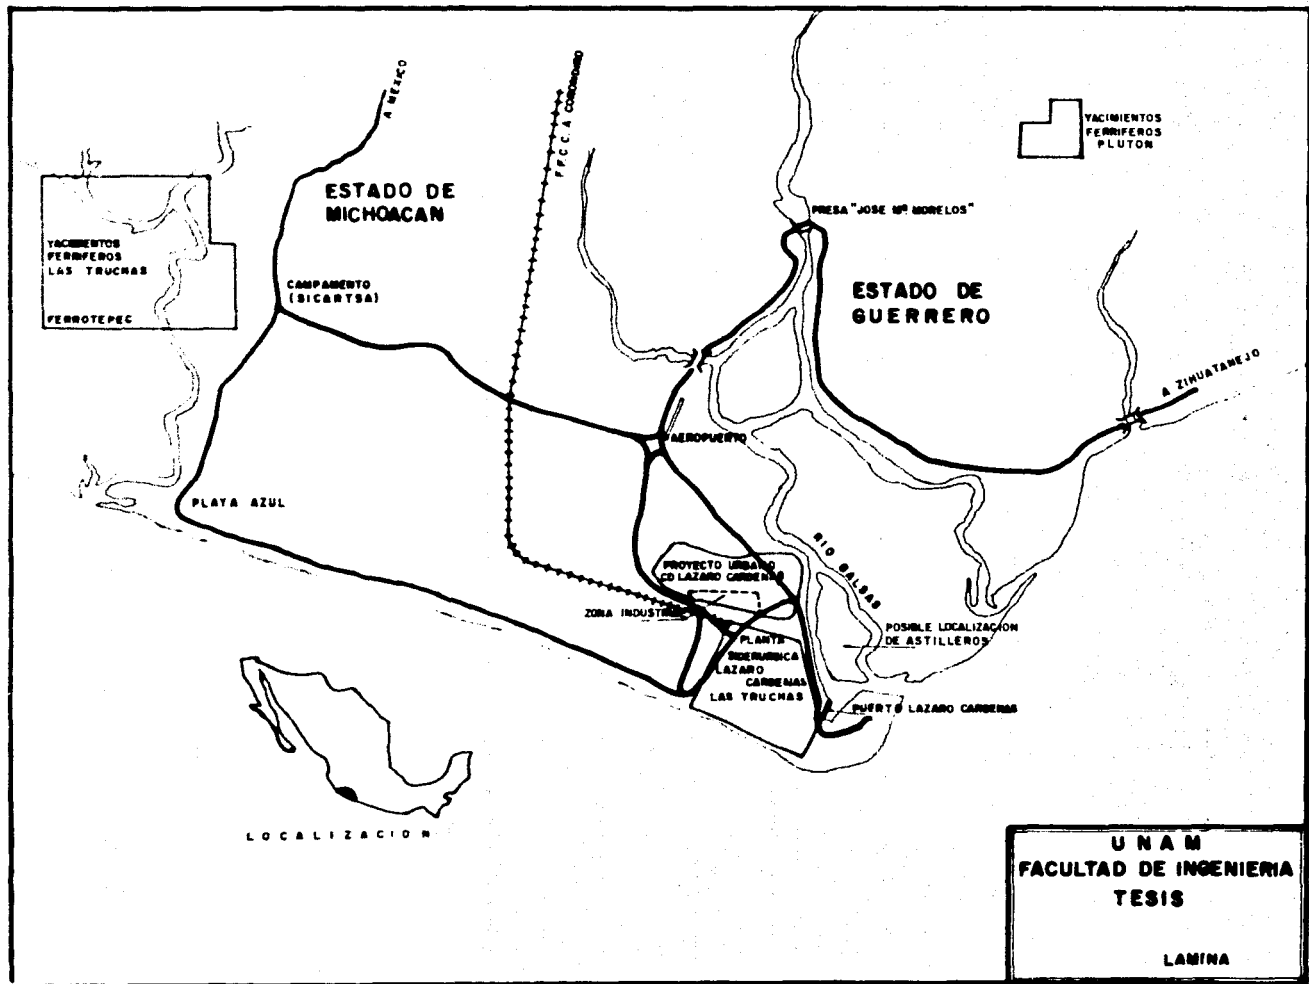 A MEXICO
F.F.C.C. A CORONDIRO
YACIMIENTOS
FERRIFEROS
PLUTON
ESTADO DE
MICHOACAN
PRESA "JOSE Mª MORELOS"
YACIMIENTOS
FERRIFEROS
LAS TRUCHAS
FERROTEPEC
CAMPAMENTO
(SICARTSA)
ESTADO DE
GUERRERO
A ZIHUATANEJO
AEROPUERTO
PLAYA AZUL
RIO BALSAS
PROYECTO URBANO
CD LAZARO CARDENAS
ZONA INDUSTRIAL
POSIBLE LOCALIZACION
DE ASTILLEROS
PLANTA
SIDERURGICA
LAZARO
CARDENAS
LAS TRUCHAS
PUERTO LAZARO CARDENAS
LOCALIZACION
UNAM
FACULTAD DE INGENIERIA
TESIS
LAMINA